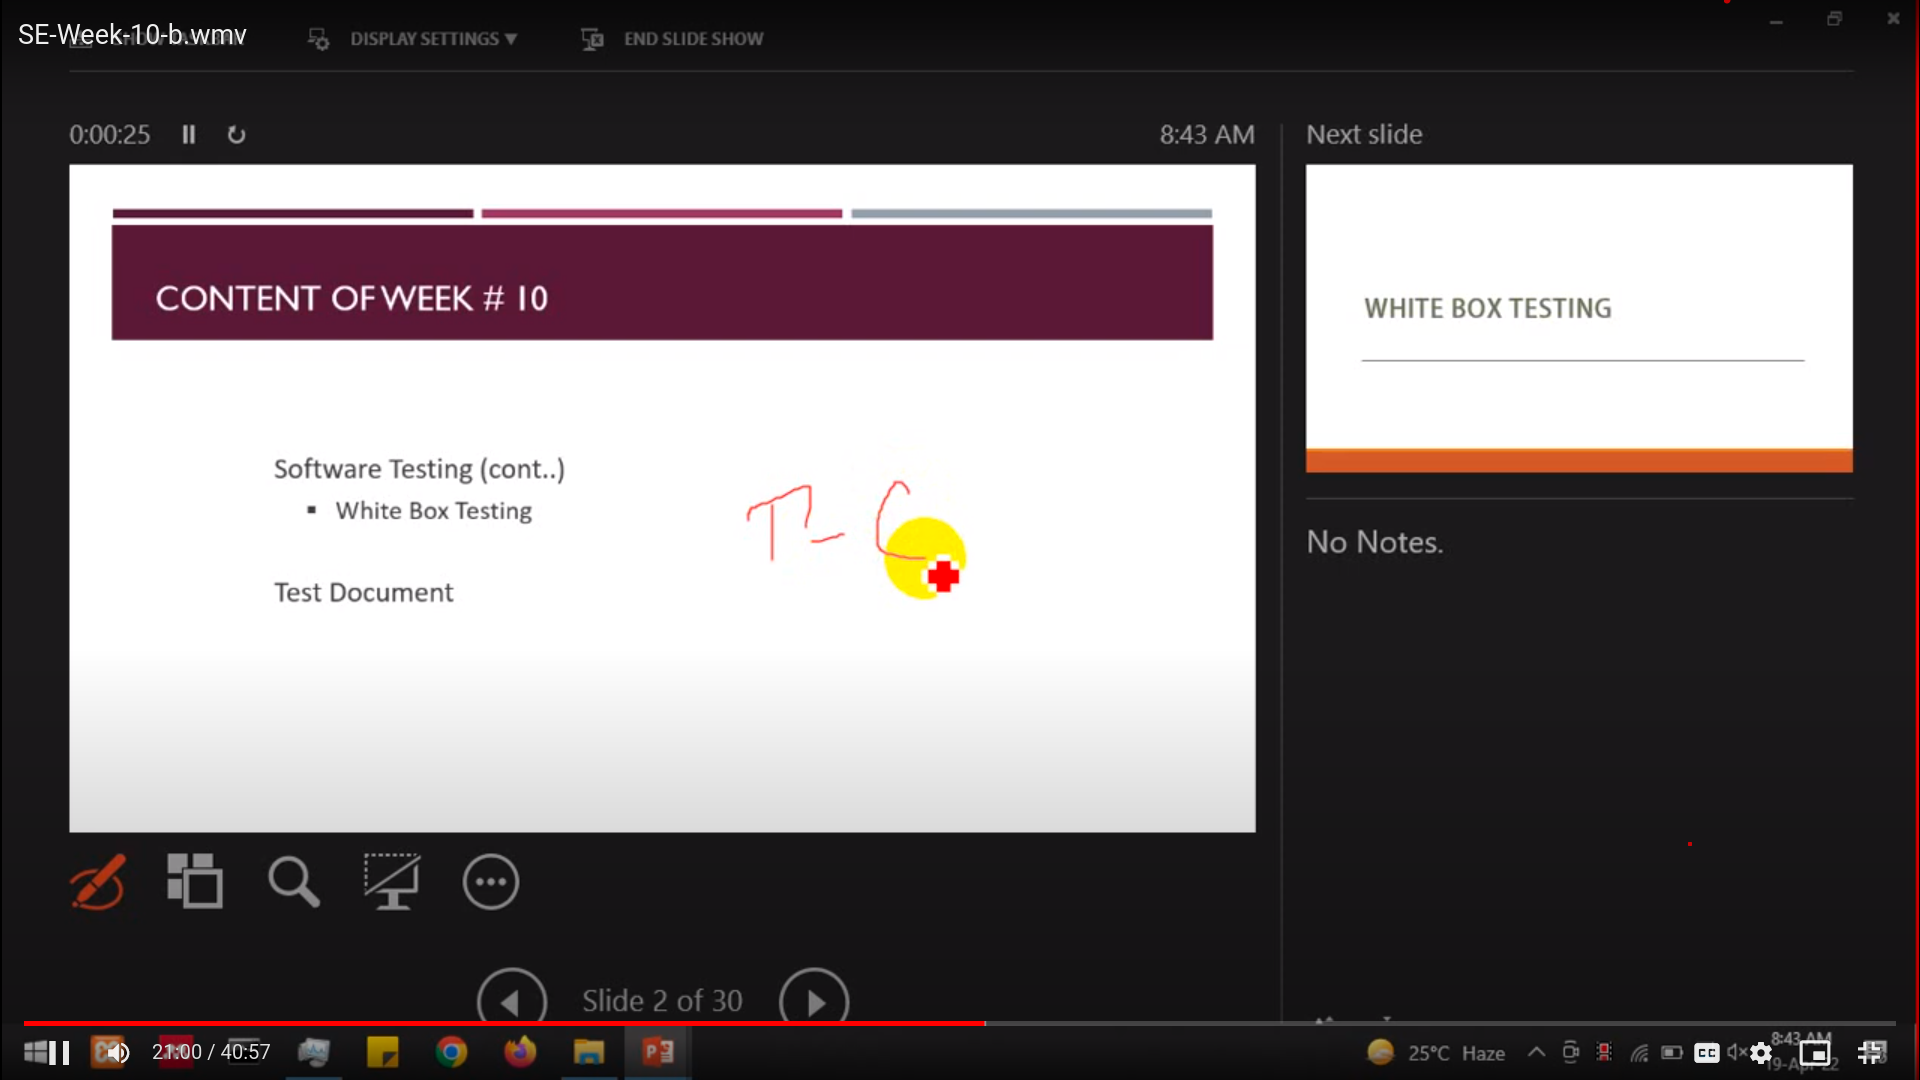 SE-Week-10-b.wmv
DISPLAY SETTINGS ▼
END SLIDE SHOW
0:00:25
8:43 AM
Next slide
CONTENT OF WEEK # 10
Software Testing (cont..)
▪ White Box Testing
Test Document
WHITE BOX TESTING
No Notes.
Slide 2 of 30
21:00 / 40:57
25°C Haze
CC
8:43 AM
19-Apr-22